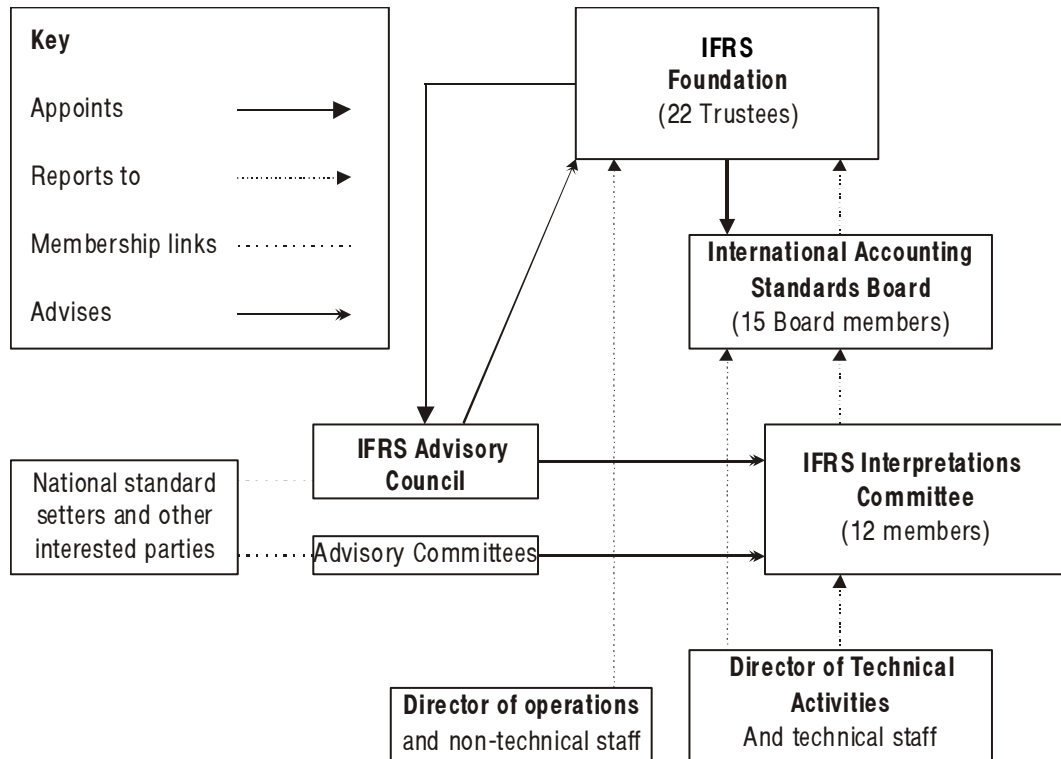 Key
Appoints
Reports to
Membership links
Advises
IFRS
Foundation
(22 Trustees)
International Accounting
Standards Board
(15 Board members)
IFRS Advisory
Council
IFRS Interpretations
Committee
(12 members)
National standard
setters and other
interested parties
Advisory Committees
Director of operations
and non-technical staff
Director of Technical
Activities
And technical staff